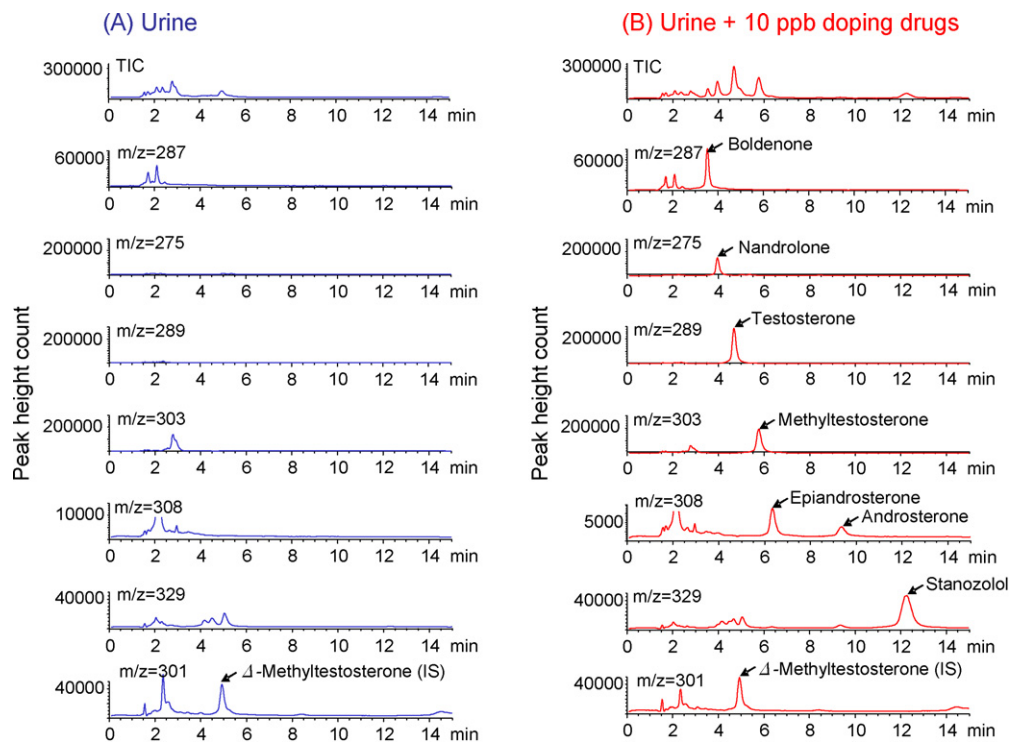 (A) Urine
Peak height count
300000
TIC
0 2 4 6 8 10 12 14 min
60000
m/z=287
0 2 4 6 8 10 12 14 min
200000
m/z=275
0 2 4 6 8 10 12 14 min
200000
m/z=289
0 2 4 6 8 10 12 14 min
200000
m/z=303
0 2 4 6 8 10 12 14 min
10000
m/z=308
0 2 4 6 8 10 12 14 min
40000
m/z=329
0 2 4 6 8 10 12 14 min
40000
m/z=301
Δ-Methyltestosterone (IS)
0 2 4 6 8 10 12 14 min
(B) Urine + 10 ppb doping drugs
Peak height count
300000
TIC
0 2 4 6 8 10 12 14 min
60000
m/z=287
Boldenone
0 2 4 6 8 10 12 14 min
200000
m/z=275
Nandrolone
0 2 4 6 8 10 12 14 min
200000
m/z=289
Testosterone
0 2 4 6 8 10 12 14 min
200000
m/z=303
Methyltestosterone
0 2 4 6 8 10 12 14 min
5000
m/z=308
Epiandrosterone
Androsterone
0 2 4 6 8 10 12 14 min
40000
m/z=329
Stanozolol
0 2 4 6 8 10 12 14 min
40000
m/z=301
Δ-Methyltestosterone (IS)
0 2 4 6 8 10 12 14 min